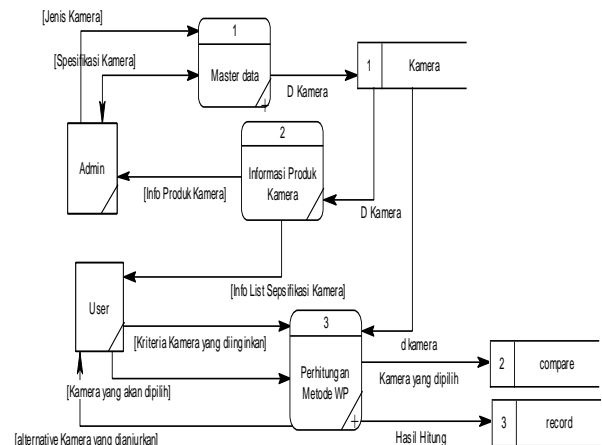 [Jenis Kamera]
1
[Spesifikasi Kamera]
Master data
D Kamera
1 Kamera
2
Admin
Informasi Produk
Kamera
[Info Produk Kamera]
D Kamera
[Info List Sepsifikasi Kamera]
User
3
[Kriteria Kamera yang diinginkan]
d kamera
Perhitungan
Metode WP
Kamera yang dipilih
2 compare
[Kamera yang akan dipilih]
3 record
[alternative Kamera yang dianjurkan]
Hasil Hitung